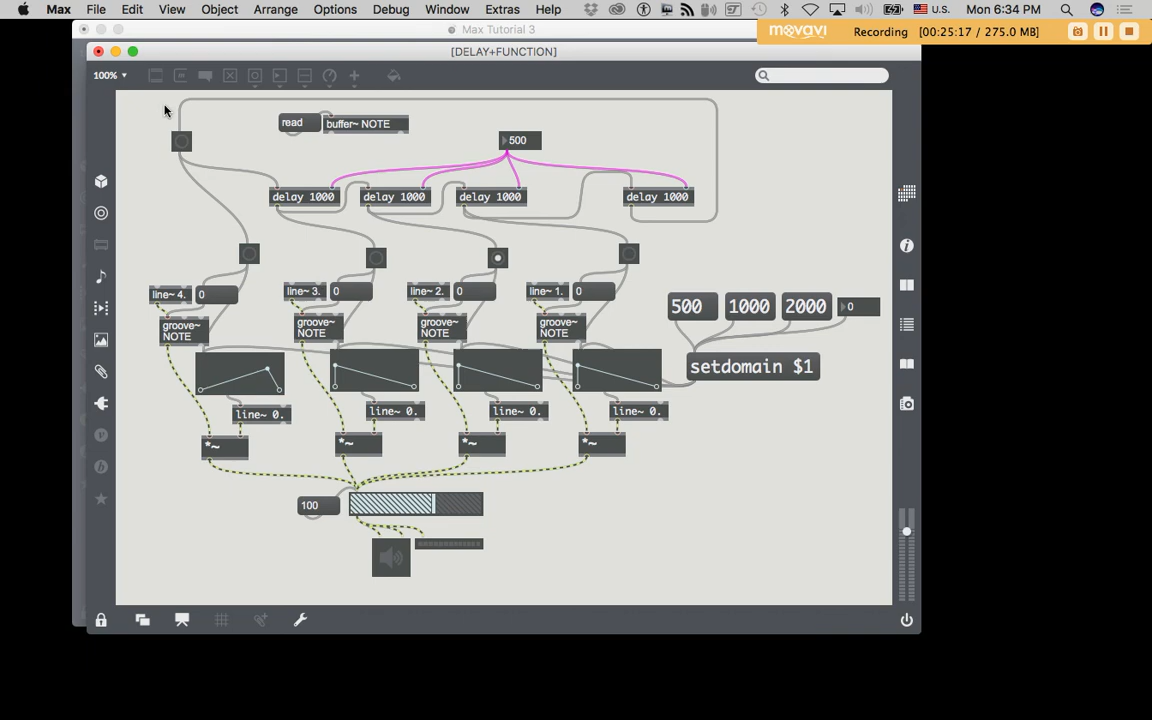 Max File Edit View Object Arrange Options Debug Window Extras Help U.S. Mon 6:34 PM
Max Tutorial 3
movavi Recording [00:25:17 / 275.0 MB]
[DELAY+FUNCTION]
100%
read buffer~ NOTE
500
delay 1000 delay 1000 delay 1000 delay 1000
line~ 4. 0 line~ 3. 0 line~ 2. 0 line~ 1. 0
500 1000 2000 0
groove~ NOTE
groove~ NOTE
groove~ NOTE
groove~ NOTE
setdomain $1
line~ 0. line~ 0. line~ 0. line~ 0.
*~ *~ *~ *~
100